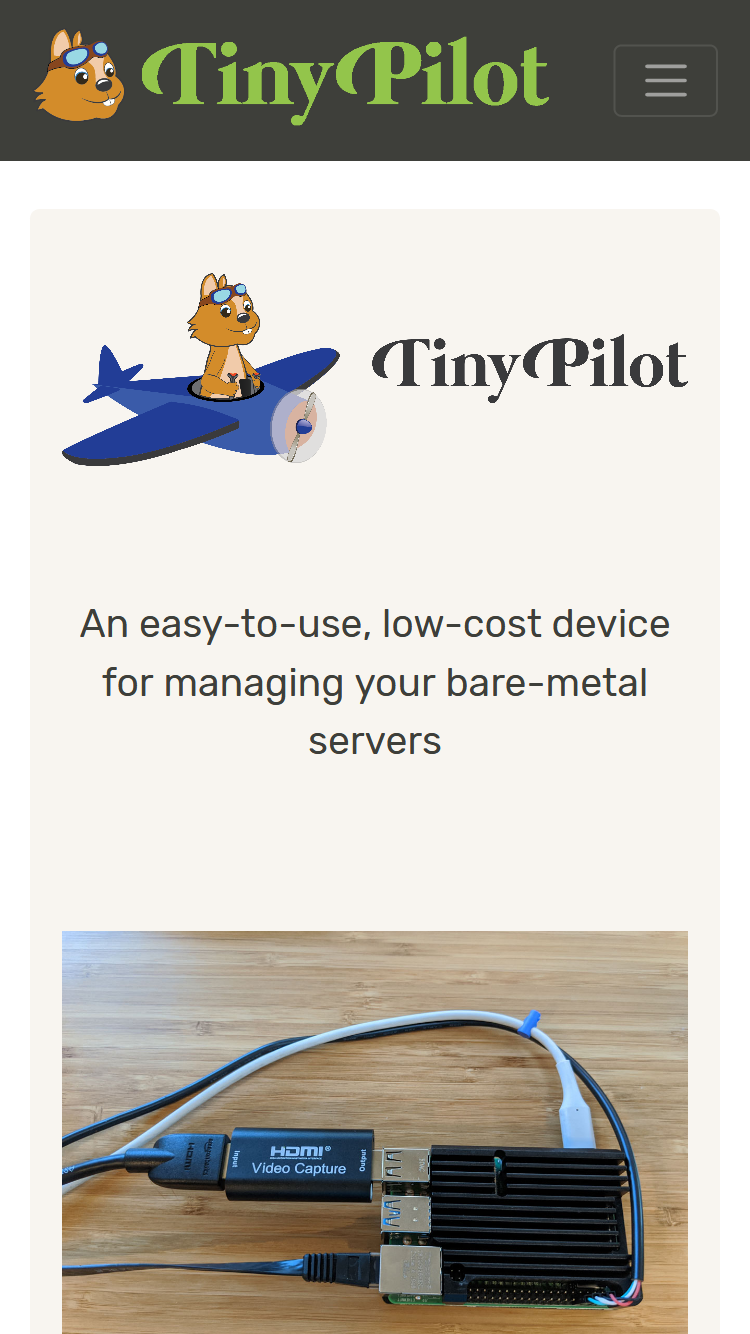 TinyPilot
TinyPilot
An easy-to-use, low-cost device
for managing your bare-metal
servers
HDMI
Input
HDMI®
Video Capture
Output